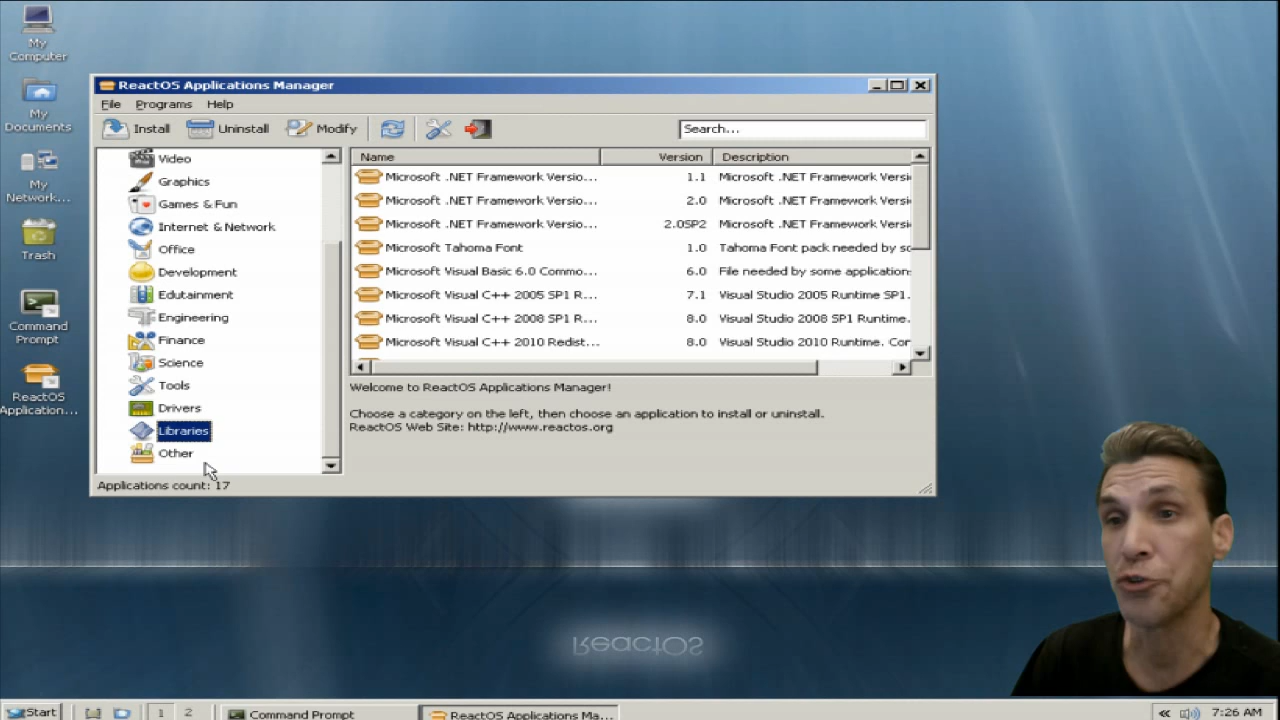 My
Computer
My
Documents
My
Network...
Trash
Command
Prompt
ReactOS
Application...
ReactOS Applications Manager
File Programs Help
Install Uninstall Modify Search...
Video
Graphics
Games & Fun
Internet & Network
Office
Development
Edutainment
Engineering
Finance
Science
Tools
Drivers
Libraries
Other
Name Version Description
Microsoft .NET Framework Versio... 1.1 Microsoft .NET Framework Versi
Microsoft .NET Framework Versio... 2.0 Microsoft .NET Framework Versi
Microsoft .NET Framework Versio... 2.0SP2 Microsoft .NET Framework Versi
Microsoft Tahoma Font 1.0 Tahoma Font pack needed by so
Microsoft Visual Basic 6.0 Commo... 6.0 File needed by some application
Microsoft Visual C++ 2005 SP1 R... 7.1 Visual Studio 2005 Runtime SP1.
Microsoft Visual C++ 2008 SP1 R... 8.0 Visual Studio 2008 SP1 Runtime.
Microsoft Visual C++ 2010 Redist... 8.0 Visual Studio 2010 Runtime. Cor
Welcome to ReactOS Applications Manager!
Choose a category on the left, then choose an application to install or uninstall.
ReactOS Web Site: http://www.reactos.org
Applications count: 17
ReactOS
Start 1 2 Command Prompt ReactOS Applications Ma... 7:26 AM